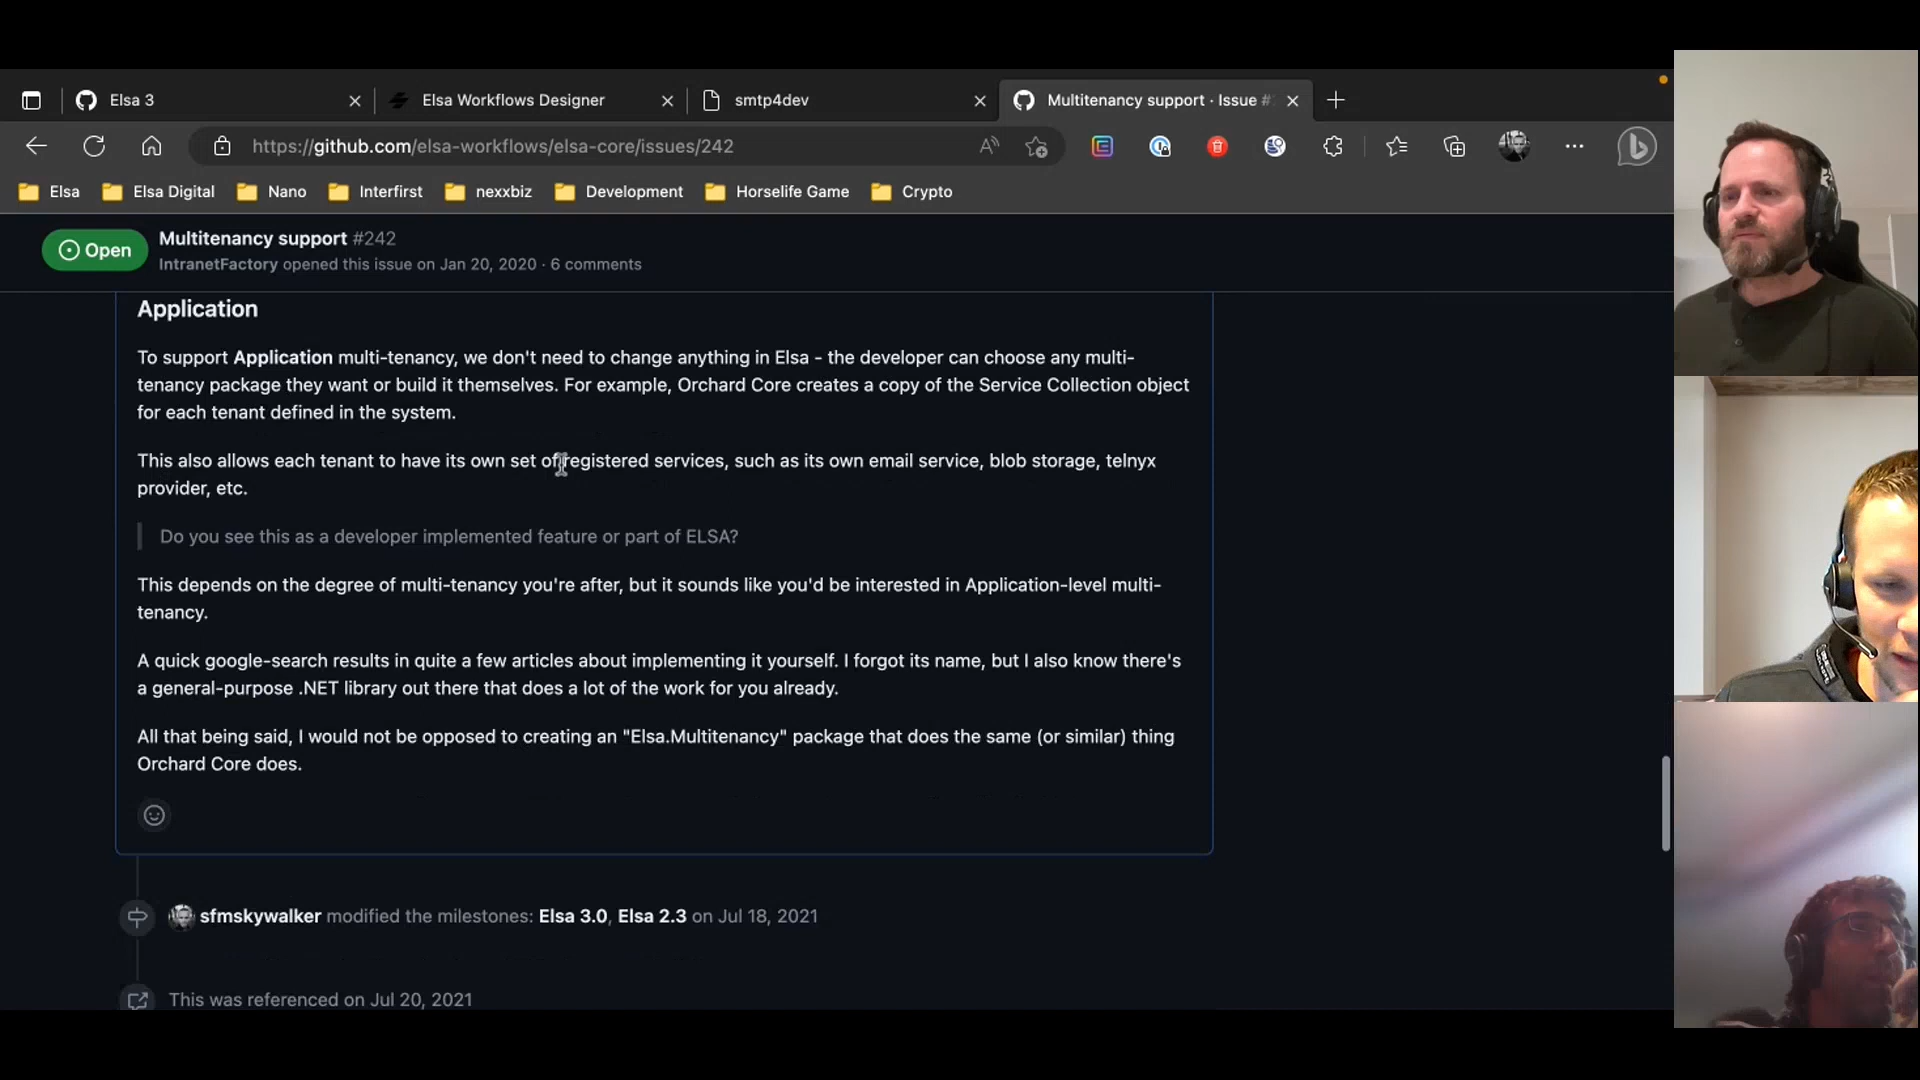 Elsa 3
Elsa Workflows Designer
smtp4dev
Multitenancy support · Issue #
https://github.com/elsa-workflows/elsa-core/issues/242
Elsa
Elsa Digital
Nano
Interfirst
nexxbiz
Development
Horselife Game
Crypto
Open
Multitenancy support #242
IntranetFactory opened this issue on Jan 20, 2020 · 6 comments
Application
To support Application multi-tenancy, we don't need to change anything in Elsa - the developer can choose any multi-
tenancy package they want or build it themselves. For example, Orchard Core creates a copy of the Service Collection object
for each tenant defined in the system.
This also allows each tenant to have its own set of registered services, such as its own email service, blob storage, telnyx
provider, etc.
Do you see this as a developer implemented feature or part of ELSA?
This depends on the degree of multi-tenancy you're after, but it sounds like you'd be interested in Application-level multi-
tenancy.
A quick google-search results in quite a few articles about implementing it yourself. I forgot its name, but I also know there's
a general-purpose .NET library out there that does a lot of the work for you already.
All that being said, I would not be opposed to creating an "Elsa.Multitenancy" package that does the same (or similar) thing
Orchard Core does.
sfmskywalker modified the milestones: Elsa 3.0, Elsa 2.3 on Jul 18, 2021
This was referenced on Jul 20, 2021